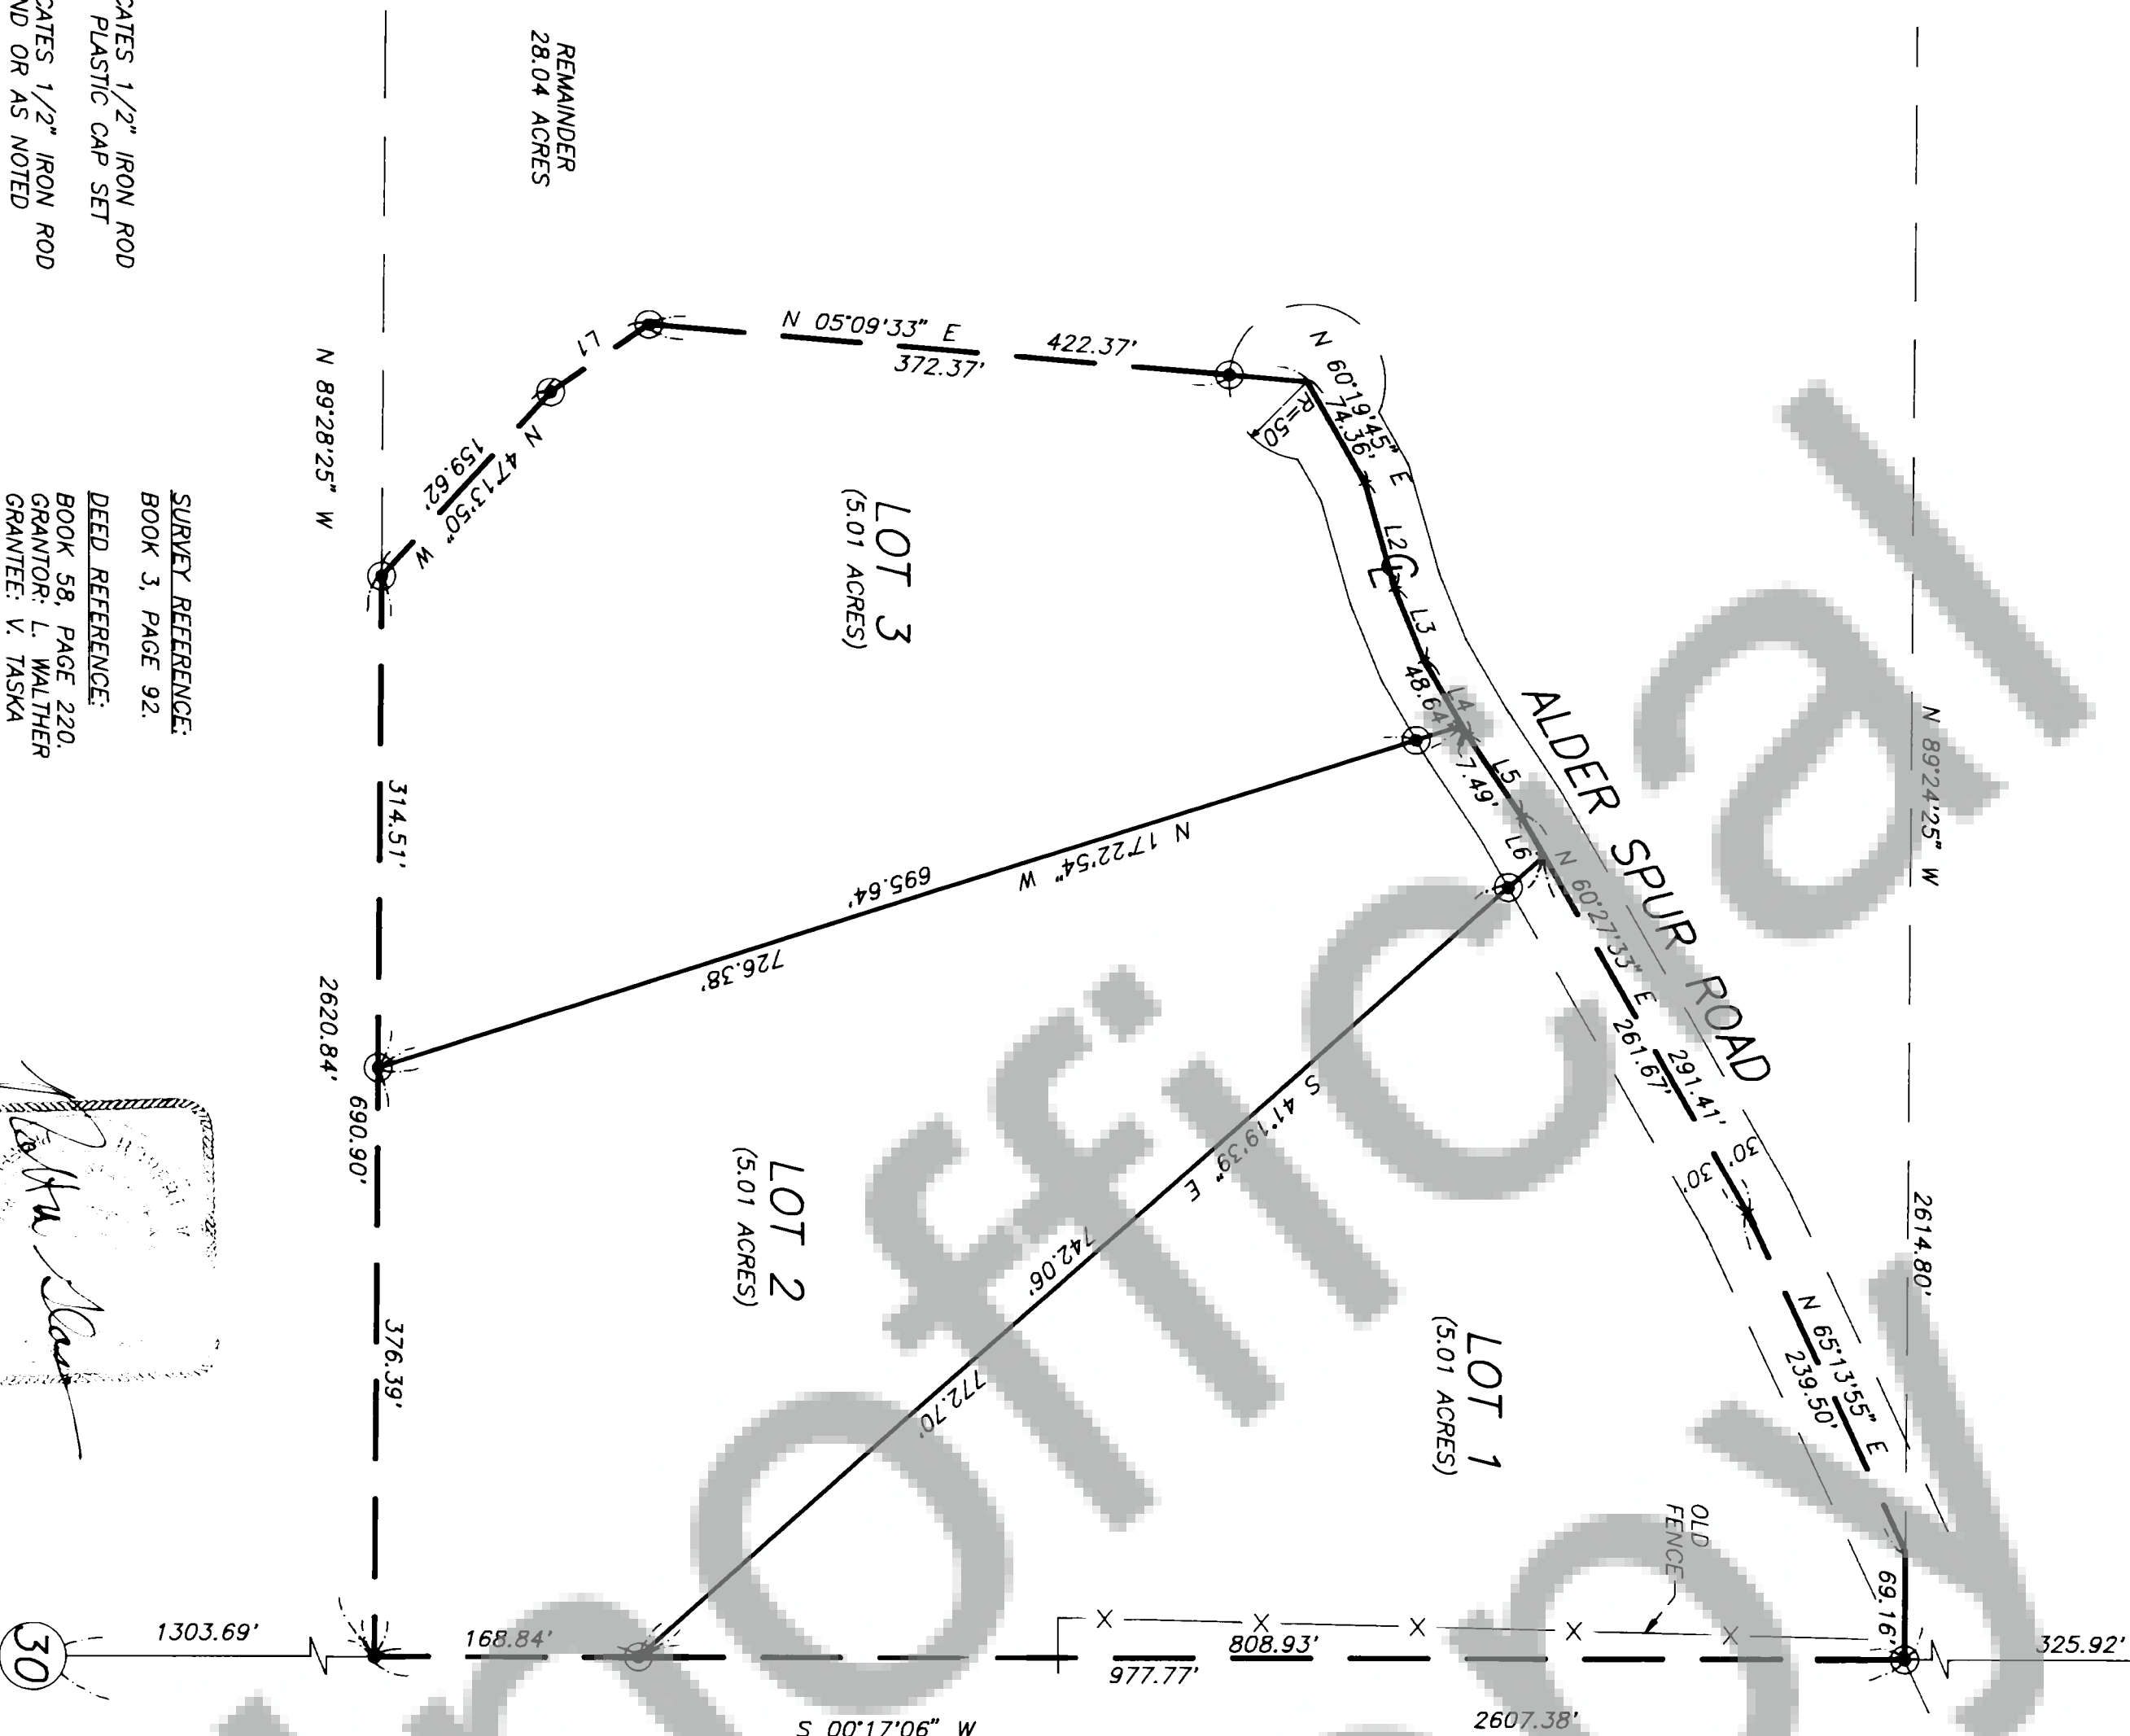 CATES 1/2" IRON ROD
PLASTIC CAP SET
CATES 1/2" IRON ROD
ND OR AS NOTED
REMAINDER
28.04 ACRES
SURVEY REFERENCE:
BOOK 3, PAGE 92.
DEED REFERENCE:
BOOK 58, PAGE 220.
GRANTOR: L. WALTHER
GRANTEE: V. TASKA
N 89°28'25" W
2620.84'
690.90'
314.51'
376.39'
N 47°13'50" W
159.62'
L1
N 05°09'33" E
422.37'
372.37'
R=50'
N 60°19'45" E
74.36'
L2
CL
L3
L4
48.64'
L5
7.49'
L6
LOT 3
(5.01 ACRES)
N 17°22'54" W
695.64'
726.38'
LOT 2
(5.01 ACRES)
S 41°19'39" E
742.06'
772.70'
LOT 1
(5.01 ACRES)
ALDER SPUR ROAD
N 60°27'33" E
291.41'
261.67'
30'
30'
N 65°13'55" E
239.50'
N 89°24'25" W
2614.80'
69.16'
OLD
FENCE
X X X X X
30
1303.69'
168.84'
808.93'
977.77'
325.92'
S 00°17'06" W
2607.38'